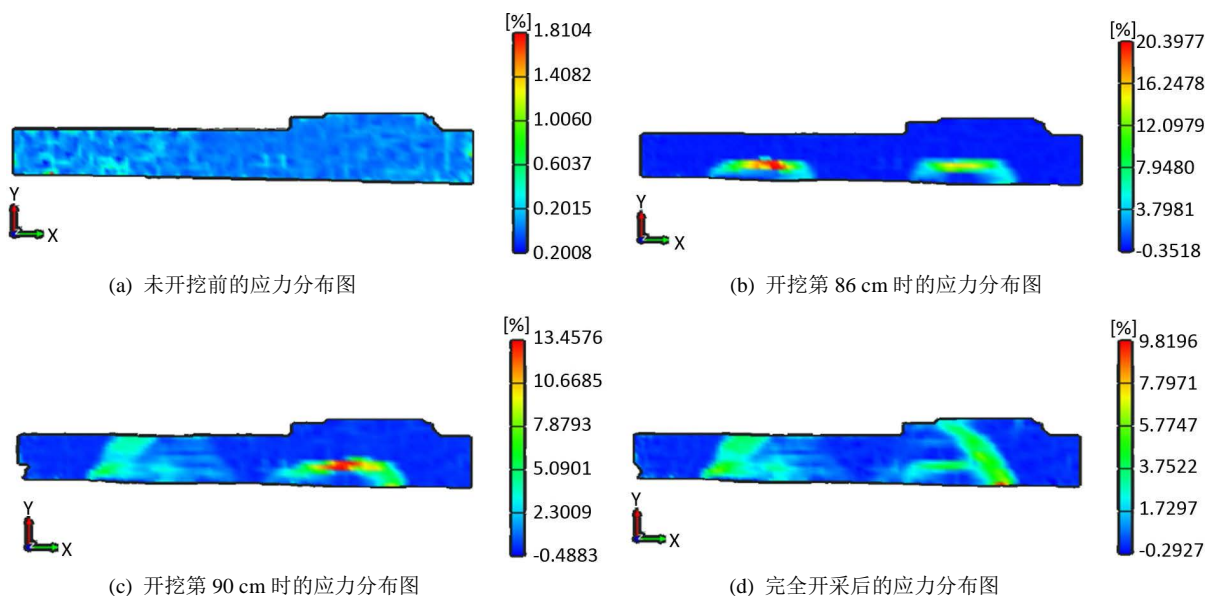 [%]
1.8104
1.4082
1.0060
0.6037
0.2015
0.2008
Y
X
(a) 未开挖前的应力分布图
[%]
20.3977
16.2478
12.0979
7.9480
3.7981
-0.3518
Y
X
(b) 开挖第 86 cm 时的应力分布图
[%]
13.4576
10.6685
7.8793
5.0901
2.3009
-0.4883
Y
X
(c) 开挖第 90 cm 时的应力分布图
[%]
9.8196
7.7971
5.7747
3.7522
1.7297
-0.2927
Y
X
(d) 完全开采后的应力分布图